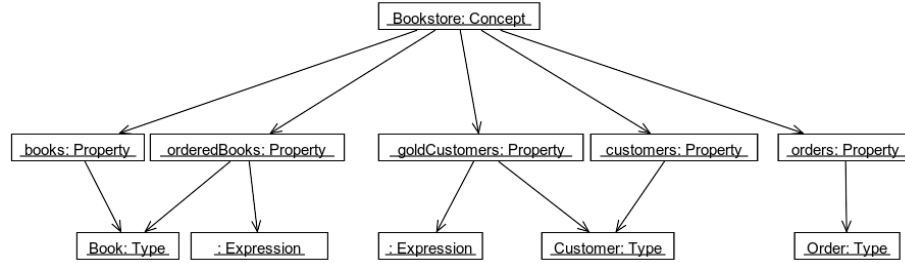 Bookstore: Concept
books: Property
orderedBooks: Property
goldCustomers: Property
customers: Property
orders: Property
Book: Type
: Expression
: Expression
Customer: Type
Order: Type